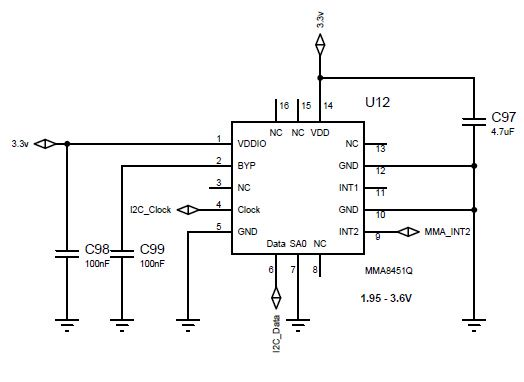 3.3v
U12
16
15
14
NC
NC
VDD
C97
4.7uF
3.3v
1
VDDIO
NC
13
2
BYP
GND
12
3
NC
INT1
11
I2C_Clock
4
Clock
GND
10
5
GND
INT2
9
MMA_INT2
Data
SA0
NC
C98
100nF
C99
100nF
6
7
8
MMA8451Q
1.95 - 3.6V
I2C_Data